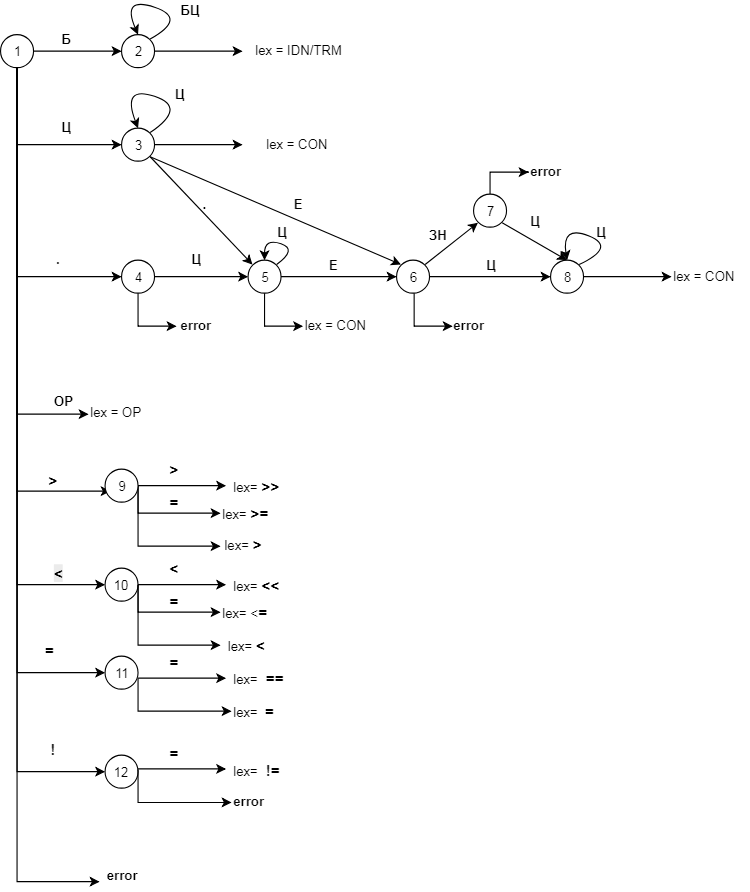 БЦ
Б
1
2
lex = IDN/TRM
Ц
Ц
3
lex = CON
error
.
Е
7
ЗН
Ц
Ц
Ц
.
Ц
4
5
Е
6
Ц
8
lex = CON
error
lex = CON
error
ОР
lex = OP
>
9
>
lex= >>
=
lex= >=
lex= >
<
10
<
lex= <<
=
lex= <=
lex= <
=
11
=
lex= ==
lex= =
!
12
=
lex= !=
error
error